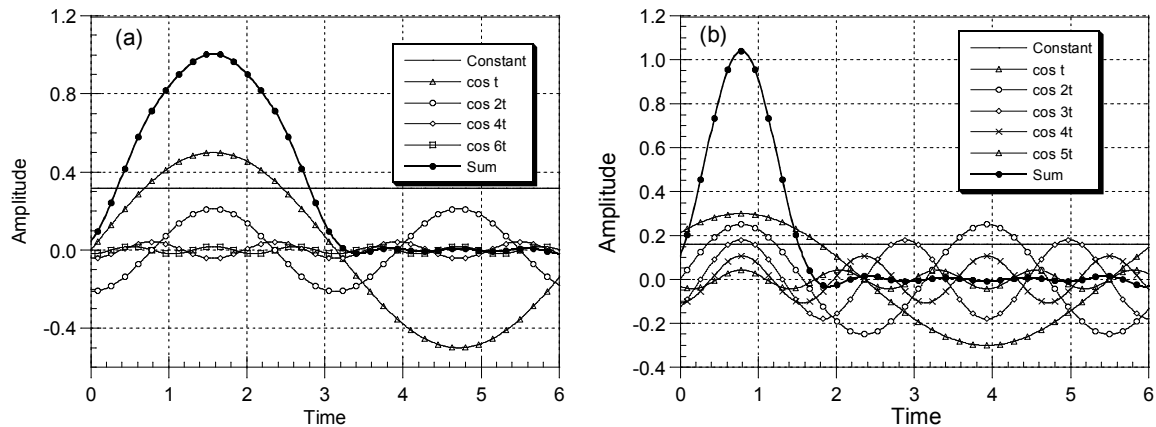 (a)
Amplitude
1.2
0.8
0.4
0.0
-0.4
0 1 2 3 4 5 6
Time
Constant
cos t
cos 2t
cos 4t
cos 6t
Sum
(b)
Amplitude
1.2
1.0
0.8
0.6
0.4
0.2
0.0
-0.2
-0.4
0 1 2 3 4 5 6
Time
Constant
cos t
cos 2t
cos 3t
cos 4t
cos 5t
Sum